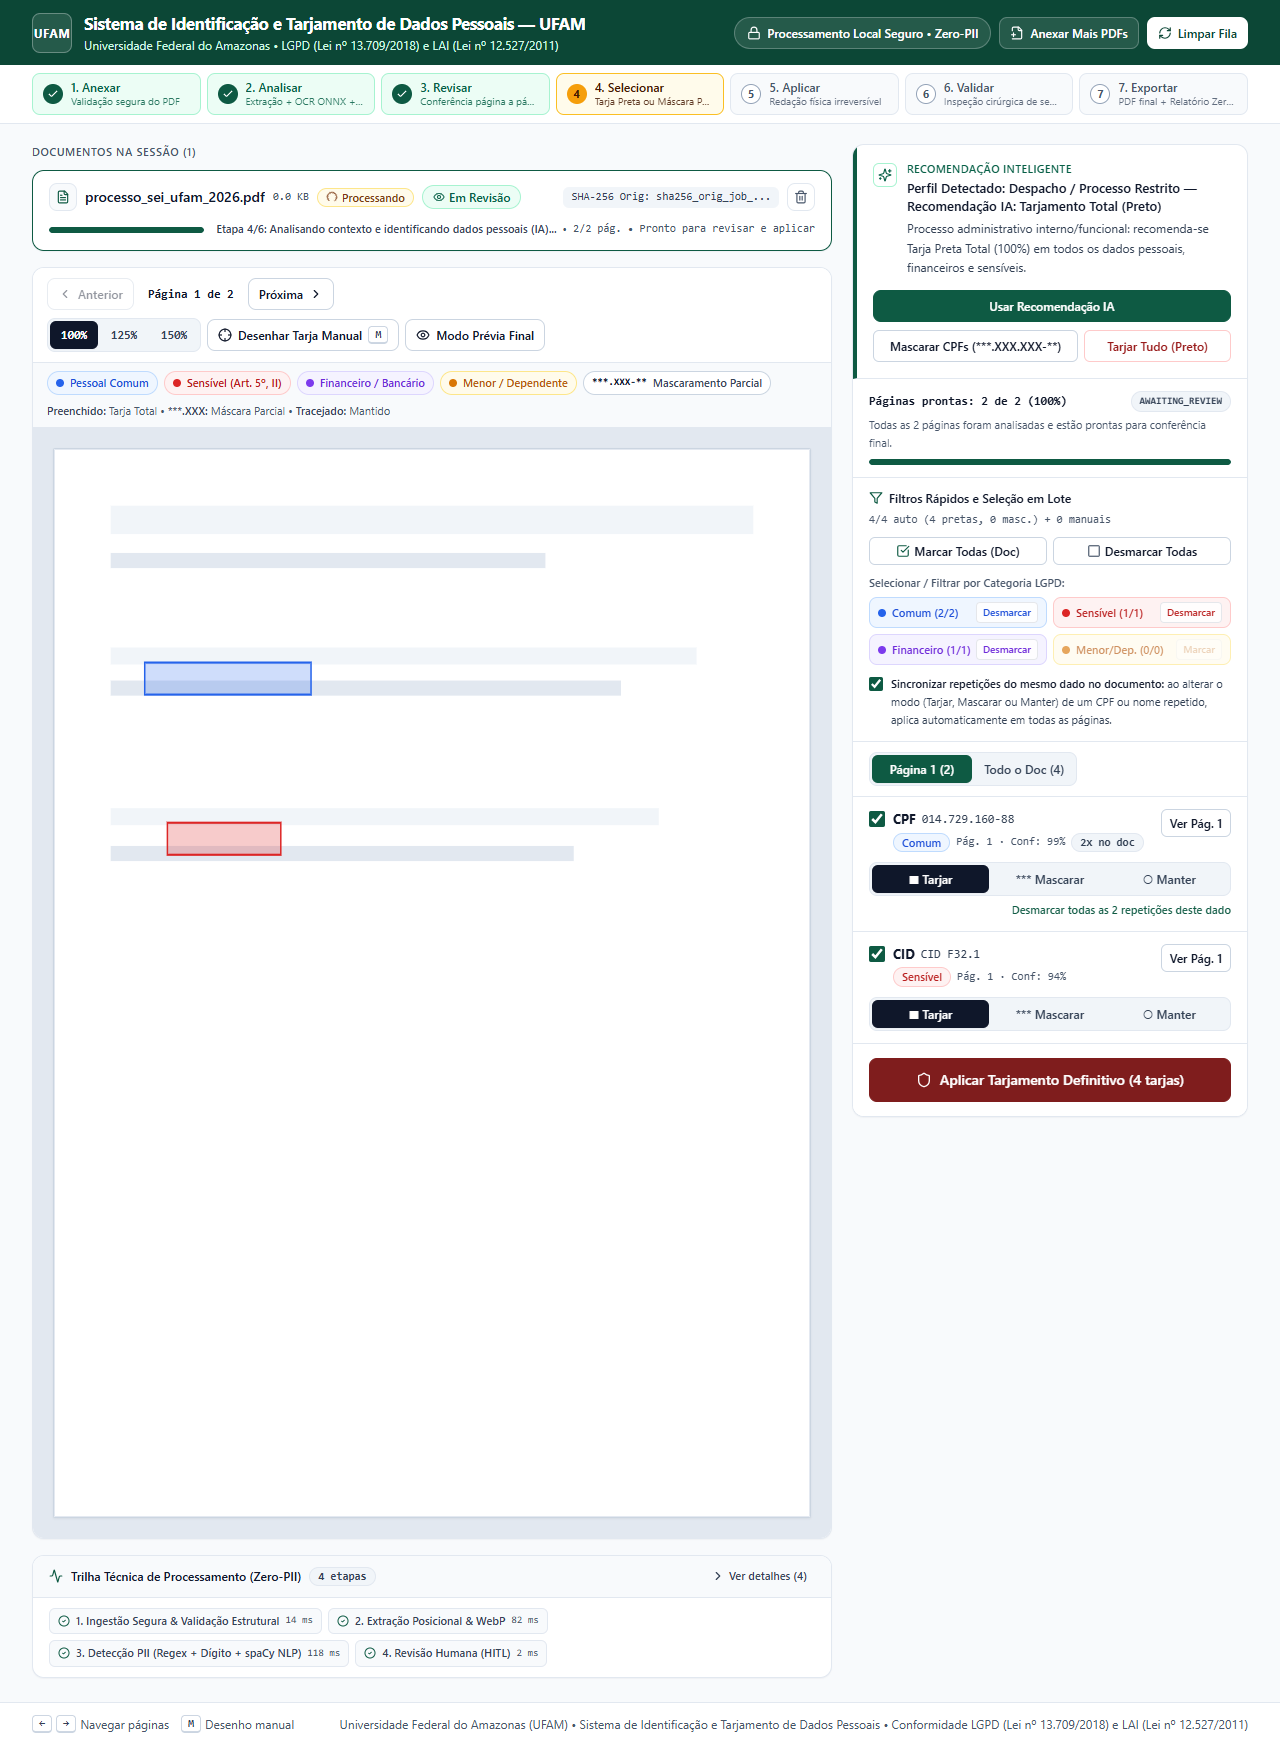 UFAM
Sistema de Identificação e Tarjamento de Dados Pessoais — UFAM
Universidade Federal do Amazonas • LGPD (Lei nº 13.709/2018) e LAI (Lei nº 12.527/2011)
Processamento Local Seguro • Zero-PII
Anexar Mais PDFs
Limpar Fila
1. Anexar
Validação segura do PDF
2. Analisar
Extração + OCR ONNX +...
3. Revisar
Conferência página a pá...
4
4. Selecionar
Tarja Preta ou Máscara P...
5
5. Aplicar
Redação física irreversível
6
6. Validar
Inspeção cirúrgica de se...
7
7. Exportar
PDF final + Relatório Zer...
DOCUMENTOS NA SESSÃO (1)
processo_sei_ufam_2026.pdf
0.0 KB
Processando
Em Revisão
SHA-256 Orig: sha256_orig_job_...
Etapa 4/6: Analisando contexto e identificando dados pessoais (IA)... • 2/2 pág. • Pronto para revisar e aplicar
Anterior
Página 1 de 2
Próxima
100%
125%
150%
Desenhar Tarja Manual M
Modo Prévia Final
Pessoal Comum
Sensível (Art. 5º, II)
Financeiro / Bancário
Menor / Dependente
***.XXX-** Mascaramento Parcial
Preenchido: Tarja Total • ***.XXX: Máscara Parcial • Tracejado: Mantido
Trilha Técnica de Processamento (Zero-PII)
4 etapas
Ver detalhes (4)
1. Ingestão Segura & Validação Estrutural 14 ms
2. Extração Posicional & WebP 82 ms
3. Detecção PII (Regex + Dígito + spaCy NLP) 118 ms
4. Revisão Humana (HITL) 2 ms
RECOMENDAÇÃO INTELIGENTE
Perfil Detectado: Despacho / Processo Restrito —
Recomendação IA: Tarjamento Total (Preto)
Processo administrativo interno/funcional: recomenda-se
Tarja Preta Total (100%) em todos os dados pessoais,
financeiros e sensíveis.
Usar Recomendação IA
Mascarar CPFs (***.XXX.XXX-**)
Tarjar Tudo (Preto)
Páginas prontas: 2 de 2 (100%)
AWAITING_REVIEW
Todas as 2 páginas foram analisadas e estão prontas para conferência
final.
Filtros Rápidos e Seleção em Lote
4/4 auto (4 pretas, 0 masc.) + 0 manuais
Marcar Todas (Doc)
Desmarcar Todas
Selecionar / Filtrar por Categoria LGPD:
Comum (2/2) Desmarcar
Sensível (1/1) Desmarcar
Financeiro (1/1) Desmarcar
Menor/Dep. (0/0) Marcar
Sincronizar repetições do mesmo dado no documento: ao alterar o
modo (Tarjar, Mascarar ou Manter) de um CPF ou nome repetido,
aplica automaticamente em todas as páginas.
Página 1 (2)
Todo o Doc (4)
CPF 014.729.160-88
Ver Pág. 1
Comum Pág. 1 · Conf: 99% 2x no doc
Tarjar
*** Mascarar
Manter
Desmarcar todas as 2 repetições deste dado
CID CID F32.1
Ver Pág. 1
Sensível Pág. 1 · Conf: 94%
Tarjar
*** Mascarar
Manter
Aplicar Tarjamento Definitivo (4 tarjas)
← → Navegar páginas M Desenho manual
Universidade Federal do Amazonas (UFAM) • Sistema de Identificação e Tarjamento de Dados Pessoais • Conformidade LGPD (Lei nº 13.709/2018) e LAI (Lei nº 12.527/2011)